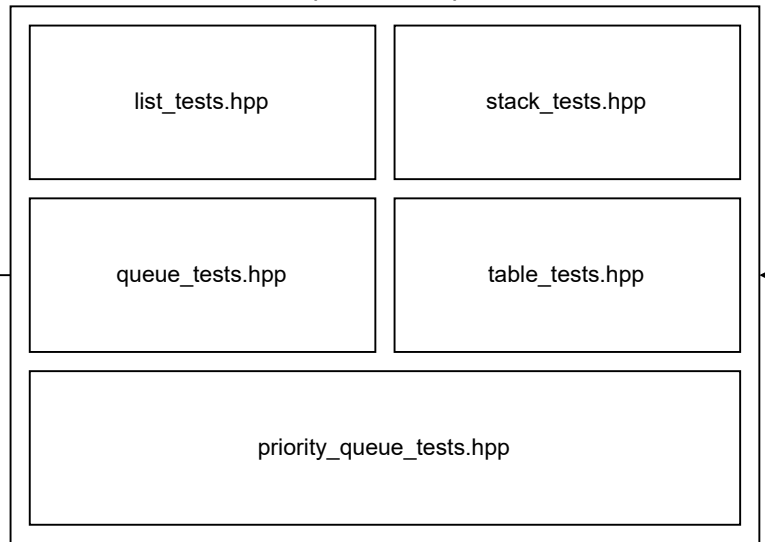 list_tests.hpp
stack_tests.hpp
queue_tests.hpp
table_tests.hpp
priority_queue_tests.hpp